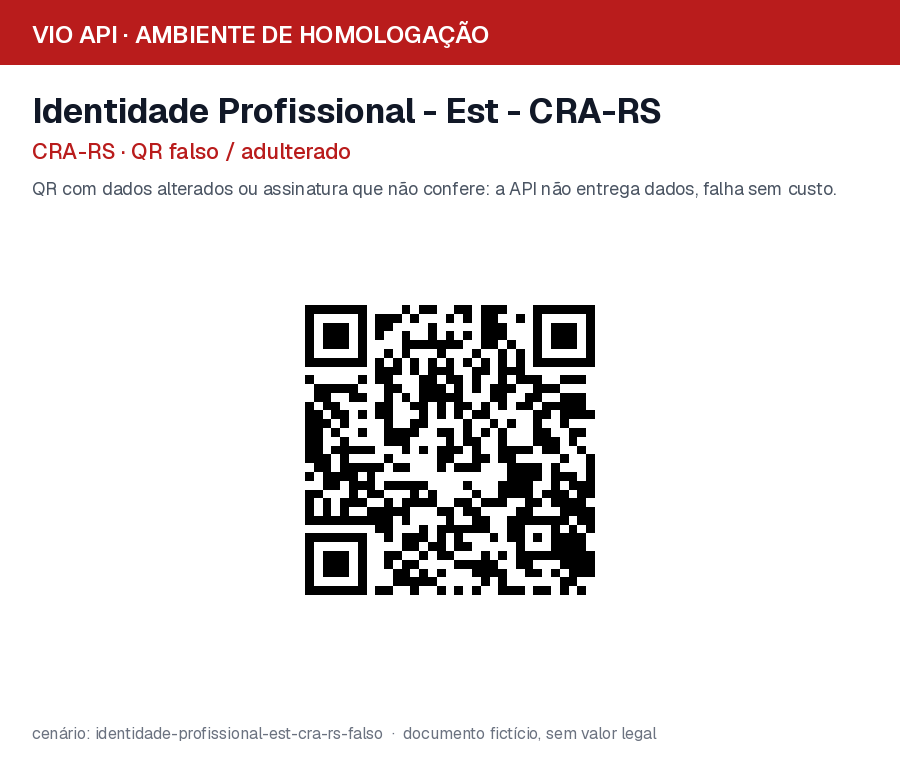 VIO API · AMBIENTE DE HOMOLOGAÇÃO
Identidade Profissional - Est - CRA-RS
CRA-RS · QR falso / adulterado
QR com dados alterados ou assinatura que não confere: a API não entrega dados, falha sem custo.
cenário: identidade-profissional-est-cra-rs-falso · documento fictício, sem valor legal